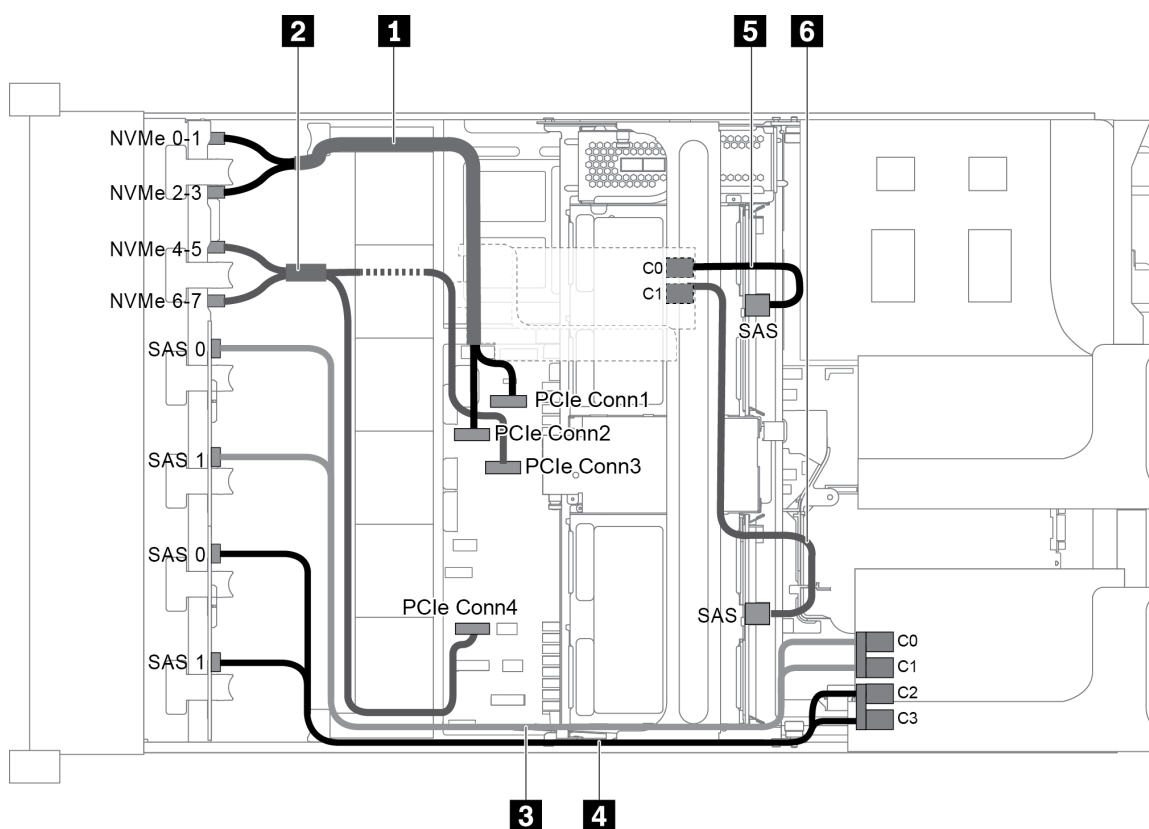 2
1
5
6
NVMe 0-1
NVMe 2-3
NVMe 4-5
C0
C1
NVMe 6-7
SAS
SAS 0
PCIe Conn1
PCIe Conn2
SAS 1
PCIe Conn3
SAS 0
PCIe Conn4
SAS
C0
SAS 1
C1
C2
C3
3
4